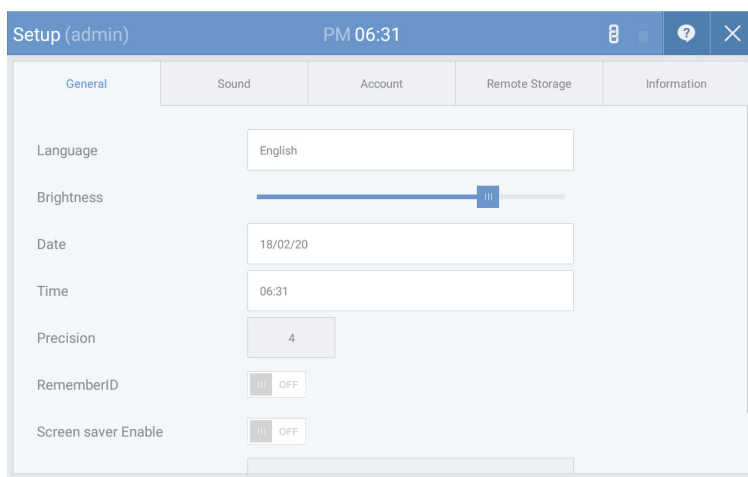 Setup (admin) PM 06:31
General Sound Account Remote Storage Information
Language English
Brightness
Date 18/02/20
Time 06:31
Precision 4
RememberID OFF
Screen saver Enable OFF